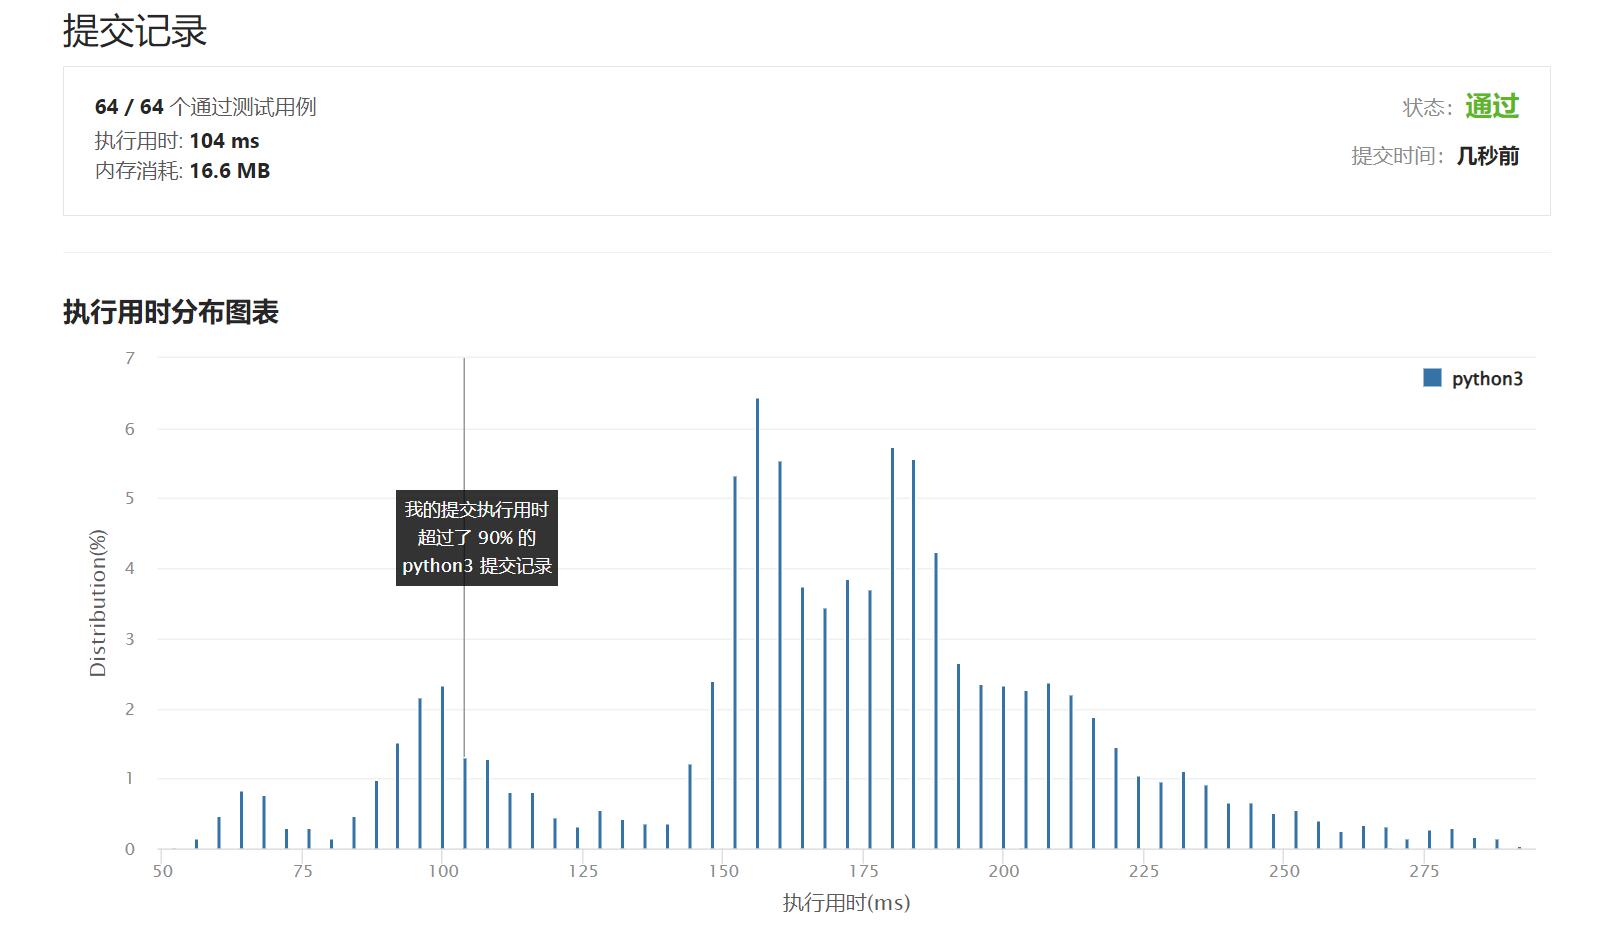 提交记录
64 / 64 个通过测试用例
状态：通过
执行用时: 104 ms
内存消耗: 16.6 MB
提交时间：几秒前
执行用时分布图表
7
python3
6
5
我的提交执行用时
超过了 90% 的
python3 提交记录
4
Distribution(%)
3
2
1
0
50 75 100 125 150 175 200 225 250 275
执行用时(ms)